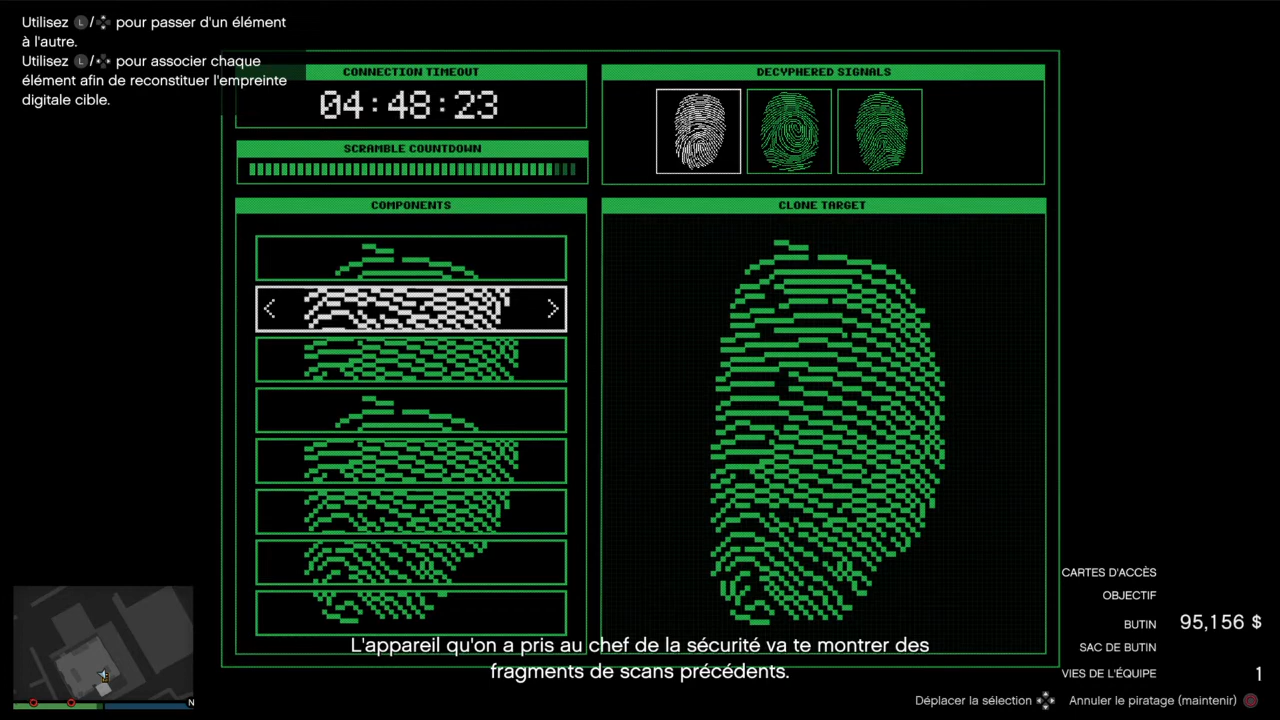 Utilisez L/ pour passer d'un élément
à l'autre.
Utilisez L/ pour associer chaque
élément afin de reconstituer l'empreinte
digitale cible.
CONNECTION TIMEOUT
04:48:23
SCRAMBLE COUNTDOWN
DECYPHERED SIGNALS
COMPONENTS
CLONE TARGET
CARTES D'ACCÈS
OBJECTIF
BUTIN 95,156 $
SAC DE BUTIN
VIES DE L'ÉQUIPE 1
L'appareil qu'on a pris au chef de la sécurité va te montrer des
fragments de scans précédents.
N
Déplacer la sélection Annuler le piratage (maintenir)